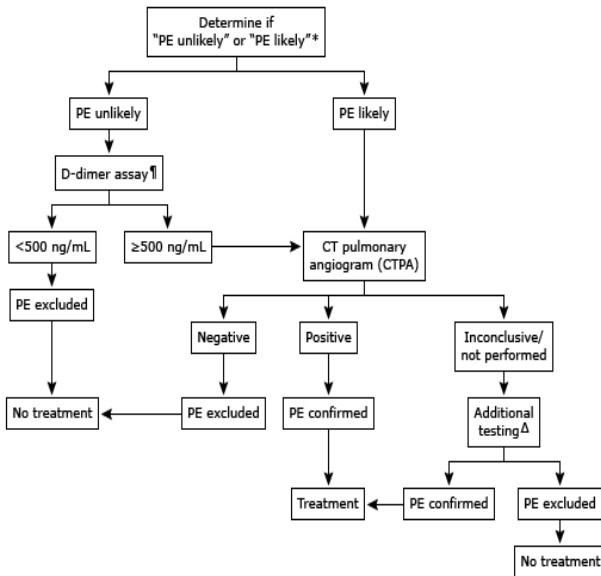 Determine if
“PE unlikely” or “PE likely”*
PE unlikely
PE likely
D-dimer assay¶
<500 ng/mL
≥500 ng/mL
CT pulmonary
angiogram (CTPA)
PE excluded
Negative
Positive
Inconclusive/
not performed
No treatment
PE excluded
PE confirmed
Additional
testingΔ
Treatment
PE confirmed
PE excluded
No treatment